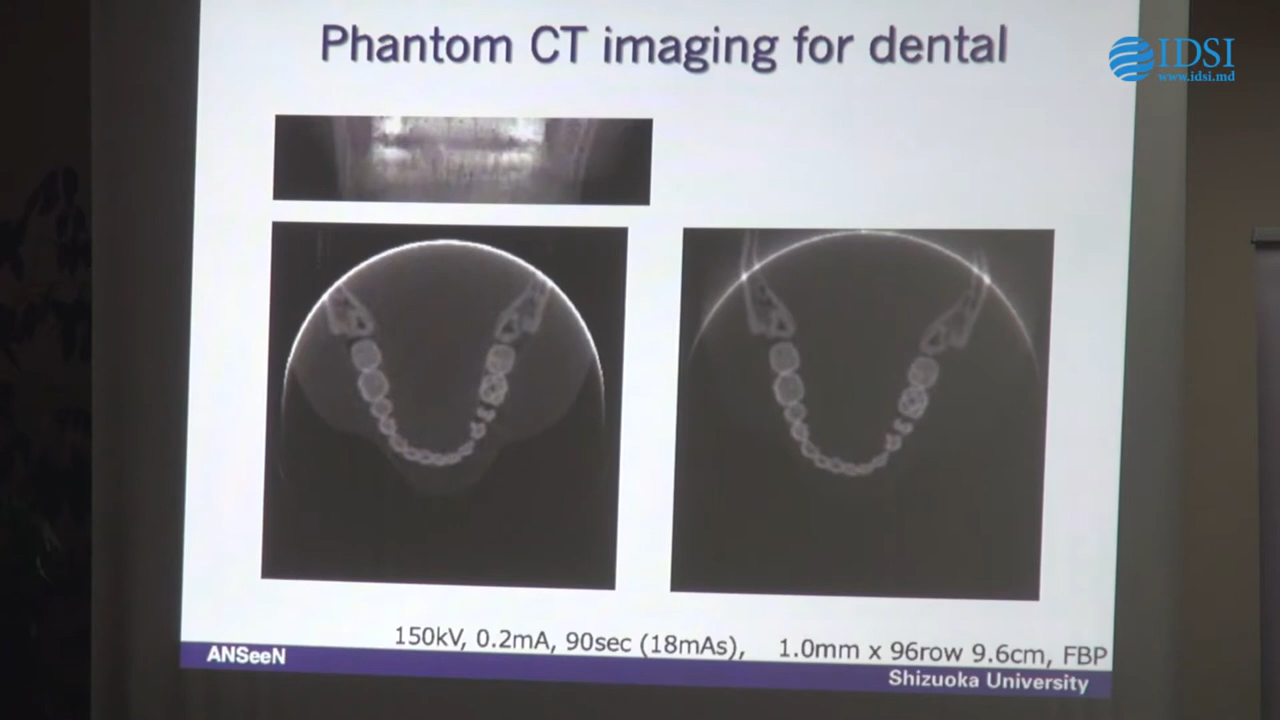 Phantom CT imaging for dental
IDSI
www.idsi.md
150kV, 0.2mA, 90sec (18mAs), 1.0mm x 96row 9.6cm, FBP
ANSeeN
Shizuoka University